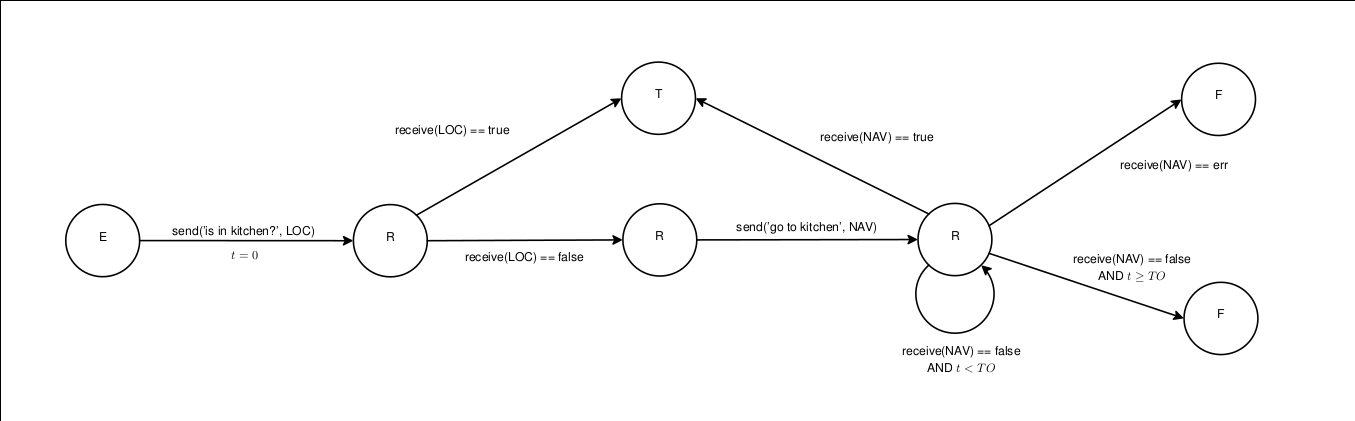 T
F
receive(LOC) == true
receive(NAV) == true
receive(NAV) == err
E
send('is in kitchen?', LOC)
t = 0
R
receive(LOC) == false
R
send('go to kitchen', NAV)
R
receive(NAV) == false
AND t ≥ TO
F
receive(NAV) == false
AND t < TO